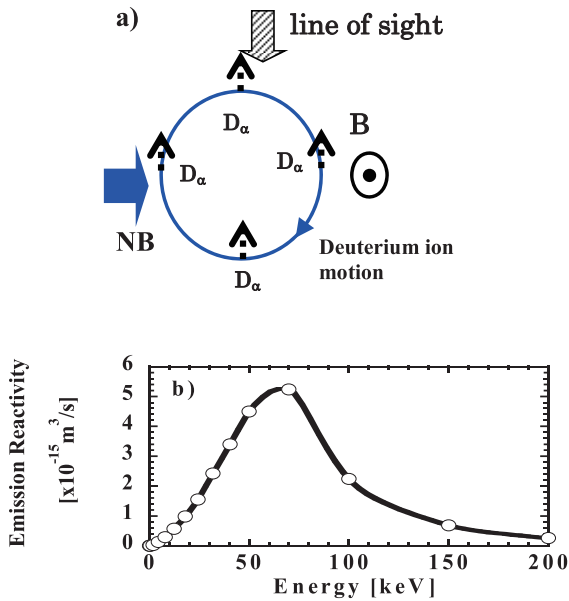 a)
line of sight
Dα
B
Dα
Dα
NB
Deuterium ion
motion
Dα
Emission Reactivity
[x10⁻¹⁵ m³/s]
b)
6
5
4
3
2
1
0
0
50
100
150
200
Energy [keV]